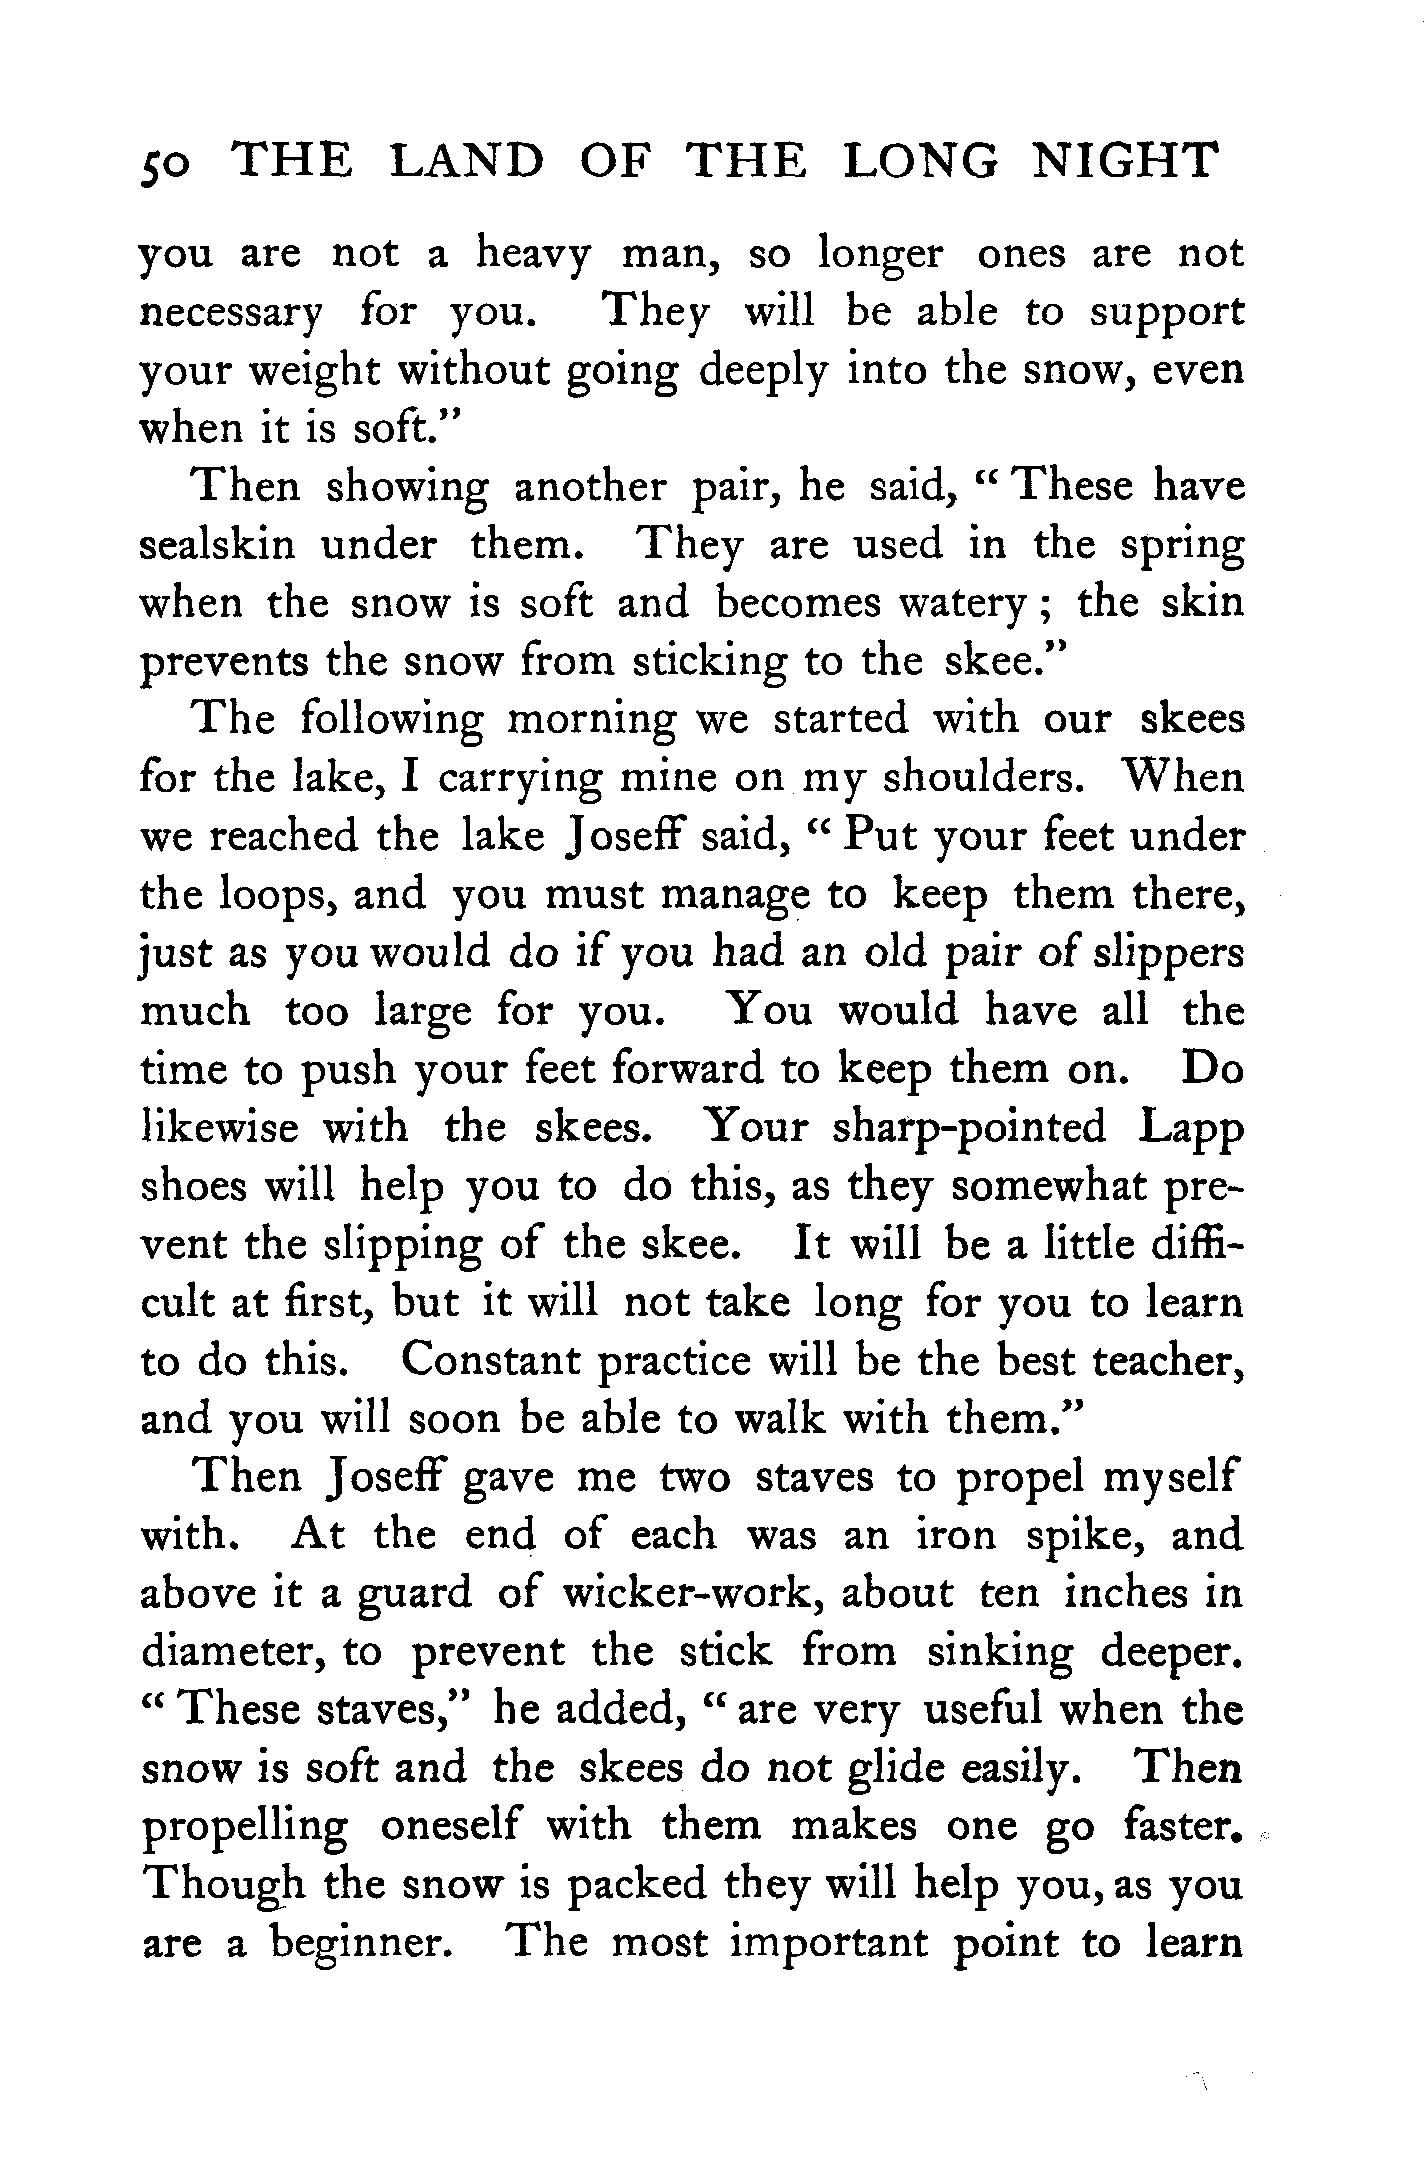 50 THE LAND OF THE LONG NIGHT
you are not a heavy man, so longer ones are not
necessary for you. They will be able to support
your weight without going deeply into the snow, even
when it is soft."
Then showing another pair, he said, " These have
sealskin under them. They are used in the spring
when the snow is soft and becomes watery ; the skin
prevents the snow from sticking to the skee."
The following morning we started with our skees
for the lake, I carrying mine on my shoulders. When
we reached the lake Joseff said, " Put your feet under
the loops, and you must manage to keep them there,
just as you would do if you had an old pair of slippers
much too large for you. You would have all the
time to push your feet forward to keep them on. Do
likewise with the skees. Your sharp-pointed Lapp
shoes will help you to do this, as they somewhat pre-
vent the slipping of the skee. It will be a little diffi-
cult at first, but it will not take long for you to learn
to do this. Constant practice will be the best teacher,
and you will soon be able to walk with them."
Then Joseff gave me two staves to propel myself
with. At the end of each was an iron spike, and
above it a guard of wicker-work, about ten inches in
diameter, to prevent the stick from sinking deeper.
" These staves," he added, " are very useful when the
snow is soft and the skees do not glide easily. Then
propelling oneself with them makes one go faster.
Though the snow is packed they will help you, as you
are a beginner. The most important point to learn